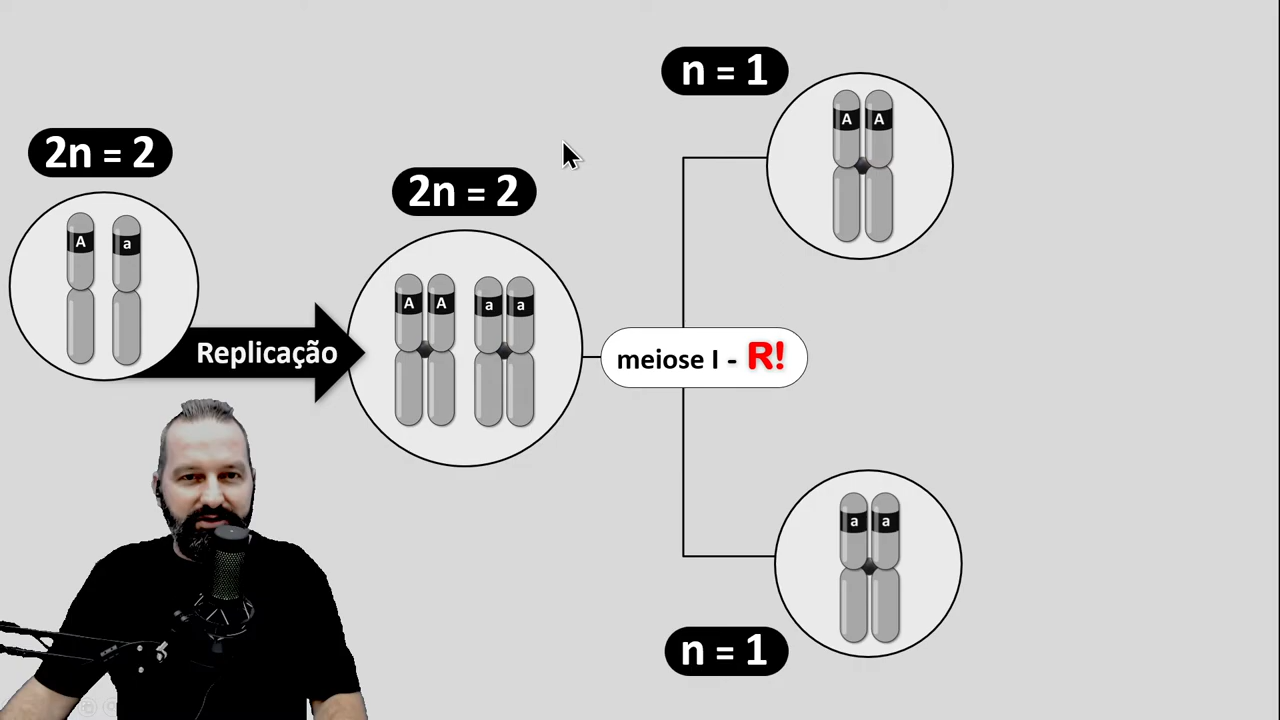 2n = 2
A a
Replicação
2n = 2
A A a a
meiose I - R!
n = 1
A A
a a
n = 1